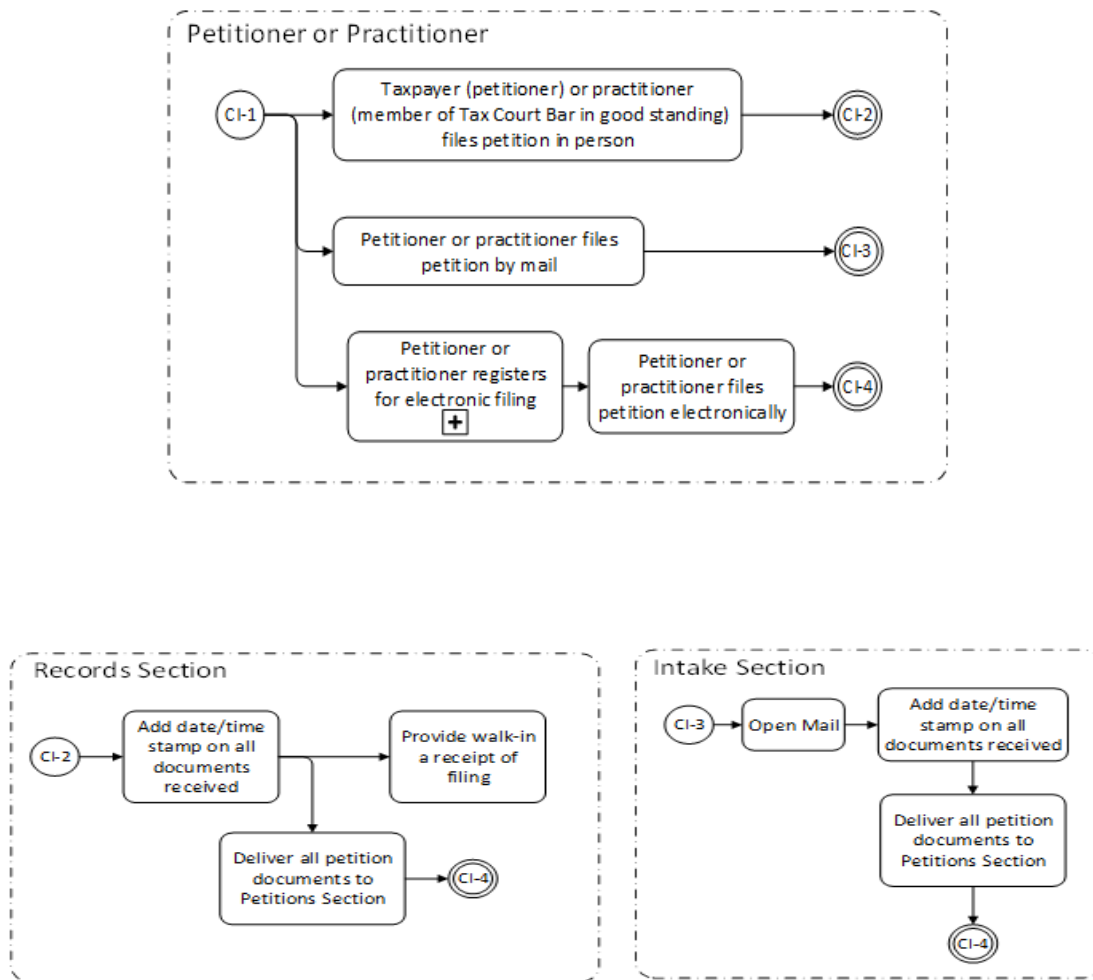 Petitioner or Practitioner
CI-1
Taxpayer (petitioner) or practitioner
(member of Tax Court Bar in good standing)
files petition in person
CI-2
Petitioner or practitioner files
petition by mail
CI-3
Petitioner or
practitioner registers
for electronic filing
+
Petitioner or
practitioner files
petition electronically
CI-4
Records Section
CI-2
Add date/time
stamp on all
documents
received
Provide walk-in
a receipt of
filing
Deliver all petition
documents to
Petitions Section
CI-4
Intake Section
CI-3
Open Mail
Add date/time
stamp on all
documents received
Deliver all petition
documents to
Petitions Section
CI-4